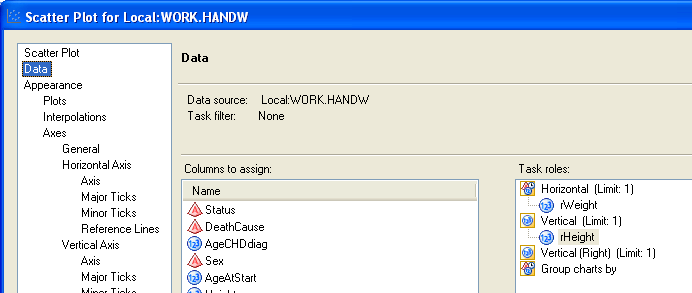 Scatter Plot for Local:WORK.HANDW
Scatter Plot
Data
Appearance
Plots
Interpolations
Axes
General
Horizontal Axis
Axis
Major Ticks
Minor Ticks
Reference Lines
Vertical Axis
Axis
Major Ticks
Minor Ticks
Data
Data source: Local:WORK.HANDW
Task filter: None
Columns to assign:
Name
Status
DeathCause
AgeCHDdiag
Sex
AgeAtStart
Height
Task roles:
Horizontal (Limit: 1)
rWeight
Vertical (Limit: 1)
rHeight
Vertical (Right) (Limit: 1)
Group charts by